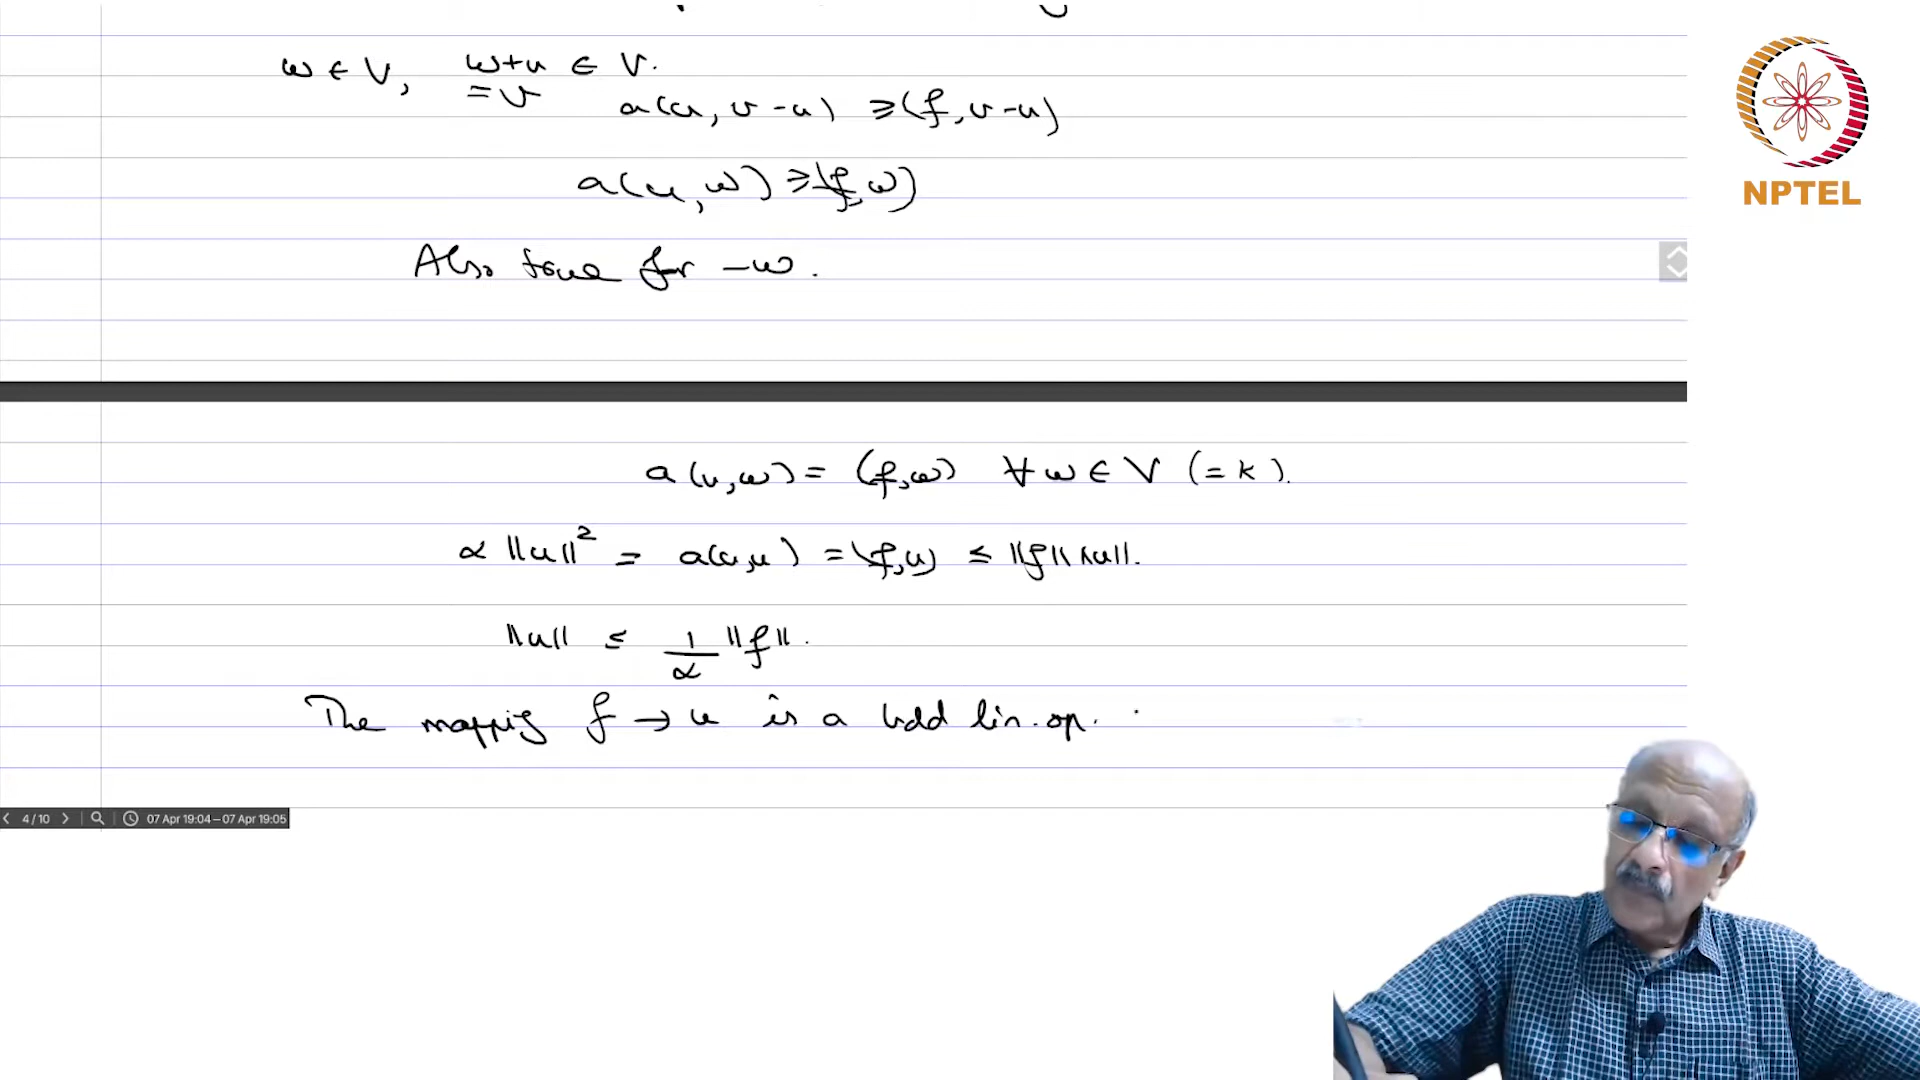 w ∈ V, w+u ∈ V.
= v
a(u, v-u) ≥ (f, v-u)
NPTEL
a(u, w) ≥ (f, w)
Also true for -w.
a(u,w) = (f,w) ∀ w ∈ V (= K).
α ||u||² = a(u,u) = (f,u) ≤ ||f|| ||u||.
||u|| ≤ 1/α ||f||.
The mapping f → u is a bdd lin. op.
4 / 10 07 Apr 19:04 – 07 Apr 19:05